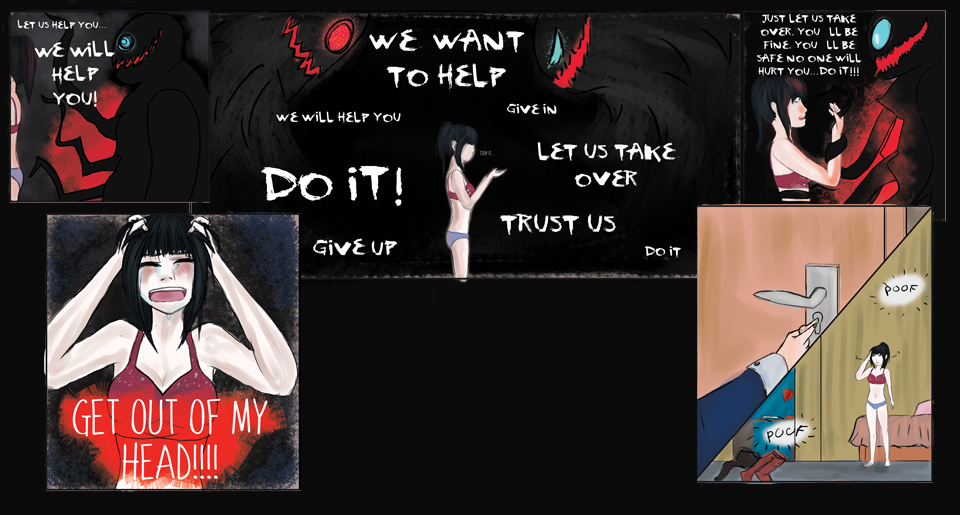 LET US HELP YOU...
WE WILL
HELP
YOU!
WE WANT
TO HELP
WE WILL HELP YOU
GIVE IN
STOP IT..
DO IT!
LET US TAKE
OVER
TRUST US
GIVE UP
DO IT
JUST LET US TAKE
OVER. YOU LL BE
FINE. YOU LL BE
SAFE NO ONE WILL
HURT YOU...DO IT!!!
GET OUT OF MY
HEAD!!!!
POOF
POOF